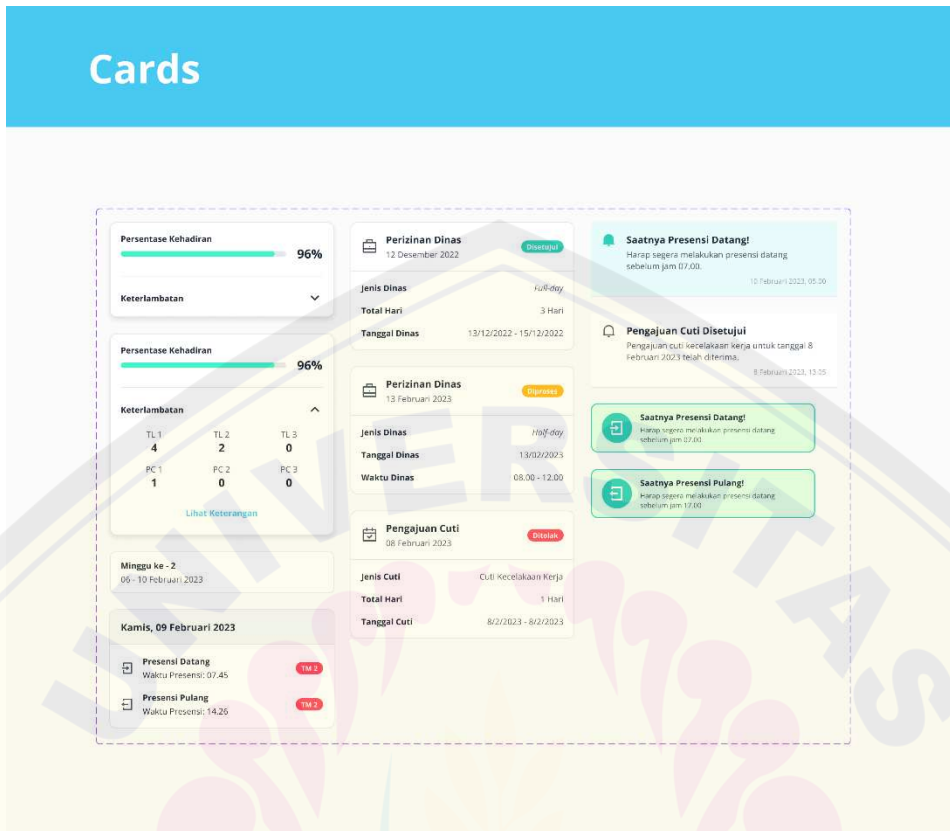 Cards
Persentase Kehadiran
96%
Keterlambatan
Persentase Kehadiran
96%
Keterlambatan
TL 1 TL 2 TL 3
4 2 0
PC 1 PC 2 PC 3
1 0 0
Lihat Keterangan
Minggu ke - 2
06 - 10 Februari 2023
Kamis, 09 Februari 2023
Presensi Datang
Waktu Presensi: 07.45
TM 2
Presensi Pulang
Waktu Presensi: 14.26
TM 2
Perizinan Dinas
12 Desember 2022
Disetujui
Jenis Dinas Full-day
Total Hari 3 Hari
Tanggal Dinas 13/12/2022 - 15/12/2022
Perizinan Dinas
13 Februari 2023
Diproses
Jenis Dinas Half-day
Tanggal Dinas 13/02/2023
Waktu Dinas 08.00 - 12.00
Pengajuan Cuti
08 Februari 2023
Ditolak
Jenis Cuti Cuti Kecelakaan Kerja
Total Hari 1 Hari
Tanggal Cuti 8/2/2023 - 8/2/2023
Saatnya Presensi Datang!
Harap segera melakukan presensi datang
sebelum jam 07.00.
10 Februari 2023, 05.00
Pengajuan Cuti Disetujui
Pengajuan cuti kecelakaan kerja untuk tanggal 8
Februari 2023 telah diterima.
8 Februari 2023, 13.05
Saatnya Presensi Datang!
Harap segera melakukan presensi datang
sebelum jam 07.00
Saatnya Presensi Pulang!
Harap segera melakukan presensi datang
sebelum jam 17.00
UNIVERSITAS